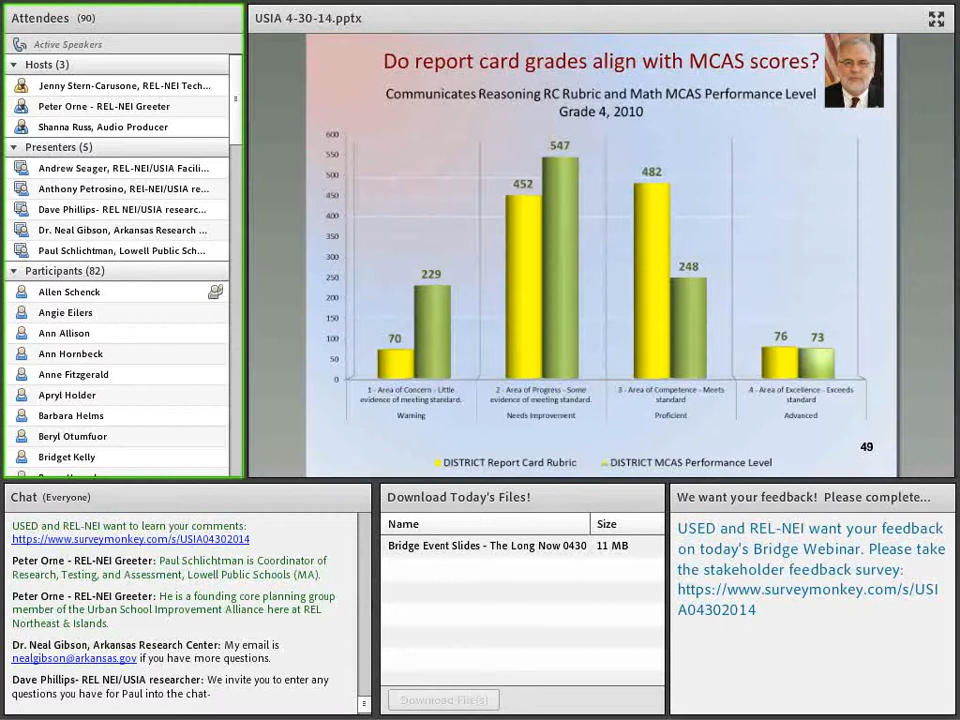 Attendees (90)
Active Speakers
Hosts (3)
Jenny Stern-Carusone, REL-NEI Tech...
Peter Orne - REL-NEI Greeter
Shanna Russ, Audio Producer
Presenters (5)
Andrew Seager, REL-NEI/USIA Facili...
Anthony Petrosino, REl-NEI/USIA re...
Dave Phillips- REL NEI/USIA researc...
Dr. Neal Gibson, Arkansas Research ...
Paul Schlichtman, Lowell Public Sch...
Participants (82)
Allen Schenck
Angie Eilers
Ann Allison
Ann Hornbeck
Anne Fitzgerald
Apryl Holder
Barbara Helms
Beryl Otumfuor
Bridget Kelly
USIA 4-30-14.pptx
Do report card grades align with MCAS scores?
Communicates Reasoning RC Rubric and Math MCAS Performance Level
Grade 4, 2010
600
550
500
450
400
350
300
250
200
150
100
50
0
70
229
452
547
482
248
76
73
1 - Area of Concern - Little
evidence of meeting standard.
Warning
2 - Area of Progress - Some
evidence of meeting standard.
Needs Improvement
3 - Area of Competence - Meets
standard
Proficient
4 - Area of Excellence - Exceeds
standard
Advanced
49
DISTRICT Report Card Rubric
DISTRICT MCAS Performance Level
Chat (Everyone)
USED and REL-NEI want to learn your comments:
https://www.surveymonkey.com/s/USIA04302014
Peter Orne - REL-NEI Greeter: Paul Schlichtman is Coordinator of
Research, Testing, and Assessment, Lowell Public Schools (MA).
Peter Orne - REL-NEI Greeter: He is a founding core planning group
member of the Urban School Improvement Alliance here at REL
Northeast & Islands.
Dr. Neal Gibson, Arkansas Research Center: My email is
nealgibson@arkansas.gov if you have more questions.
Dave Phillips- REL NEI/USIA researcher: We invite you to enter any
questions you have for Paul into the chat-
Download Today's Files!
Name Size
Bridge Event Slides - The Long Now 0430 11 MB
Download File(s)
We want your feedback! Please complete...
USED and REL-NEI want your feedback
on today's Bridge Webinar. Please take
the stakeholder feedback survey:
https://www.surveymonkey.com/s/USI
A04302014